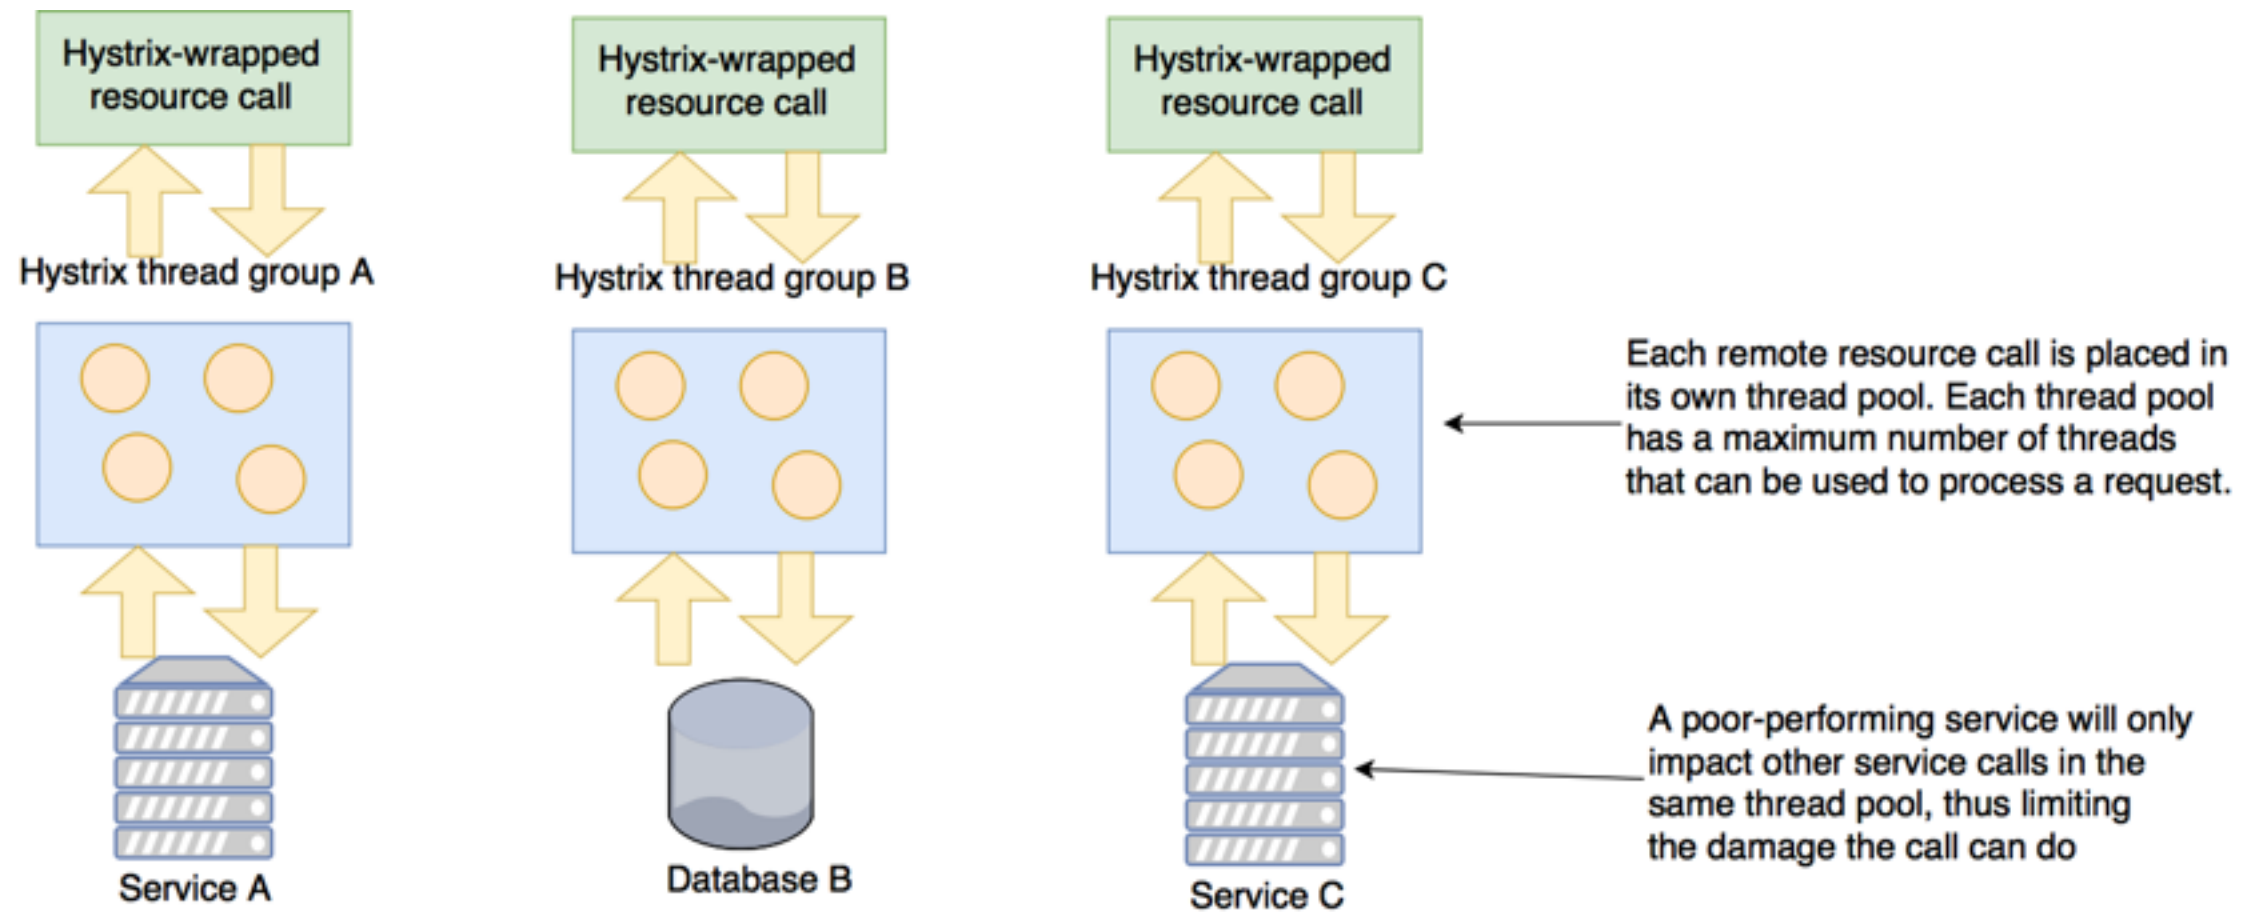 Hystrix-wrapped
resource call
Hystrix-wrapped
resource call
Hystrix-wrapped
resource call
Hystrix thread group A
Hystrix thread group B
Hystrix thread group C
Each remote resource call is placed in
its own thread pool. Each thread pool
has a maximum number of threads
that can be used to process a request.
A poor-performing service will only
impact other service calls in the
same thread pool, thus limiting
the damage the call can do
Service A
Database B
Service C